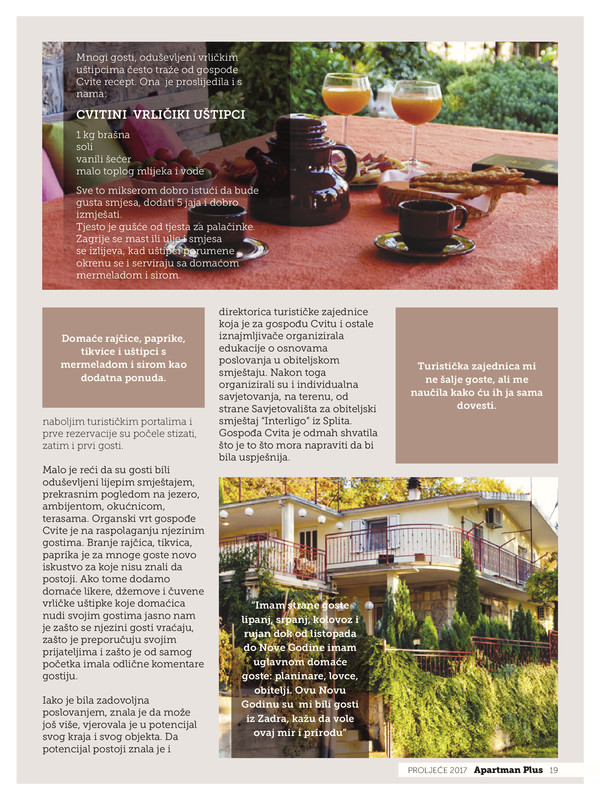 Mnogi gosti, oduševljeni vrličkim
uštipcima često traže od gospođe
Cvite recept. Ona  je proslijedila i s
nama:
CVITINI  VRLIČKI UŠTIPCI
1 kg brašna
soli
vanili šećer
malo toplog mlijeka i vode
Sve to mikserom dobro istući da bude
gusta smjesa, dodati 5 jaja i dobro
izmješati.
Tjesto je gušće od tjesta za palačinke.
Zagrije se mast ili ulje i smjesa
se izlijeva, kad uštipci porumene
okrenu se i serviraju sa domaćom
mermeladom i sirom.
Domaće rajčice, paprike,
tikvice i uštipci s
mermeladom i sirom kao
dodatna ponuda.
naboljim turističkim portalima i
prve rezervacije su počele stizati,
zatim i prvi gosti.
Malo je reći da su gosti bili
oduševljeni lijepim smještajem,
prekrasnim pogledom na jezero,
ambijentom, okućnicom,
terasama. Organski vrt gospođe
Cvite je na raspolaganju njezinim
gostima. Branje rajčica, tikvica,
paprika je za mnoge goste novo
iskustvo za koje nisu znali da
postoji. Ako tome dodamo
domaće likere, džemove i čuvene
vrličke uštipke koje domaćica
nudi svojim gostima jasno nam
je zašto se njezini gosti vraćaju,
zašto je preporučuju svojim
prijateljima i zašto je od samog
početka imala odlične komentare
gostiju.
Iako je bila zadovoljna
poslovanjem, znala je da može
još više, vjerovala je u potencijal
svog kraja i svog objekta. Da
potencijal postoji znala je i
direktorica turističke zajednice
koja je za gospođu Cvitu i ostale
iznajmljivače organizirala
edukacije o osnovama
poslovanja u obiteljskom
smještaju. Nakon toga
organizirali su i individualna
savjetovanja, na terenu, od
strane Savjetovališta za obiteljski
smještaj "Interligo" iz Splita.
Gospođa Cvita je odmah shvatila
što je to što mora napraviti da bi
bila uspješnija.
Turistička zajednica mi
ne šalje goste, ali me
naučila kako ću ih ja sama
dovesti.
"Imam strane goste
lipanj, srpanj, kolovoz i
rujan dok od listopada
do Nove Godine imam
uglavnom domaće
goste: planinare, lovce,
obitelji. Ovu Novu
Godinu su  mi bili gosti
iz Zadra, kažu da vole
ovaj mir i prirodu"
PROLJEĆE 2017 Apartman Plus 19